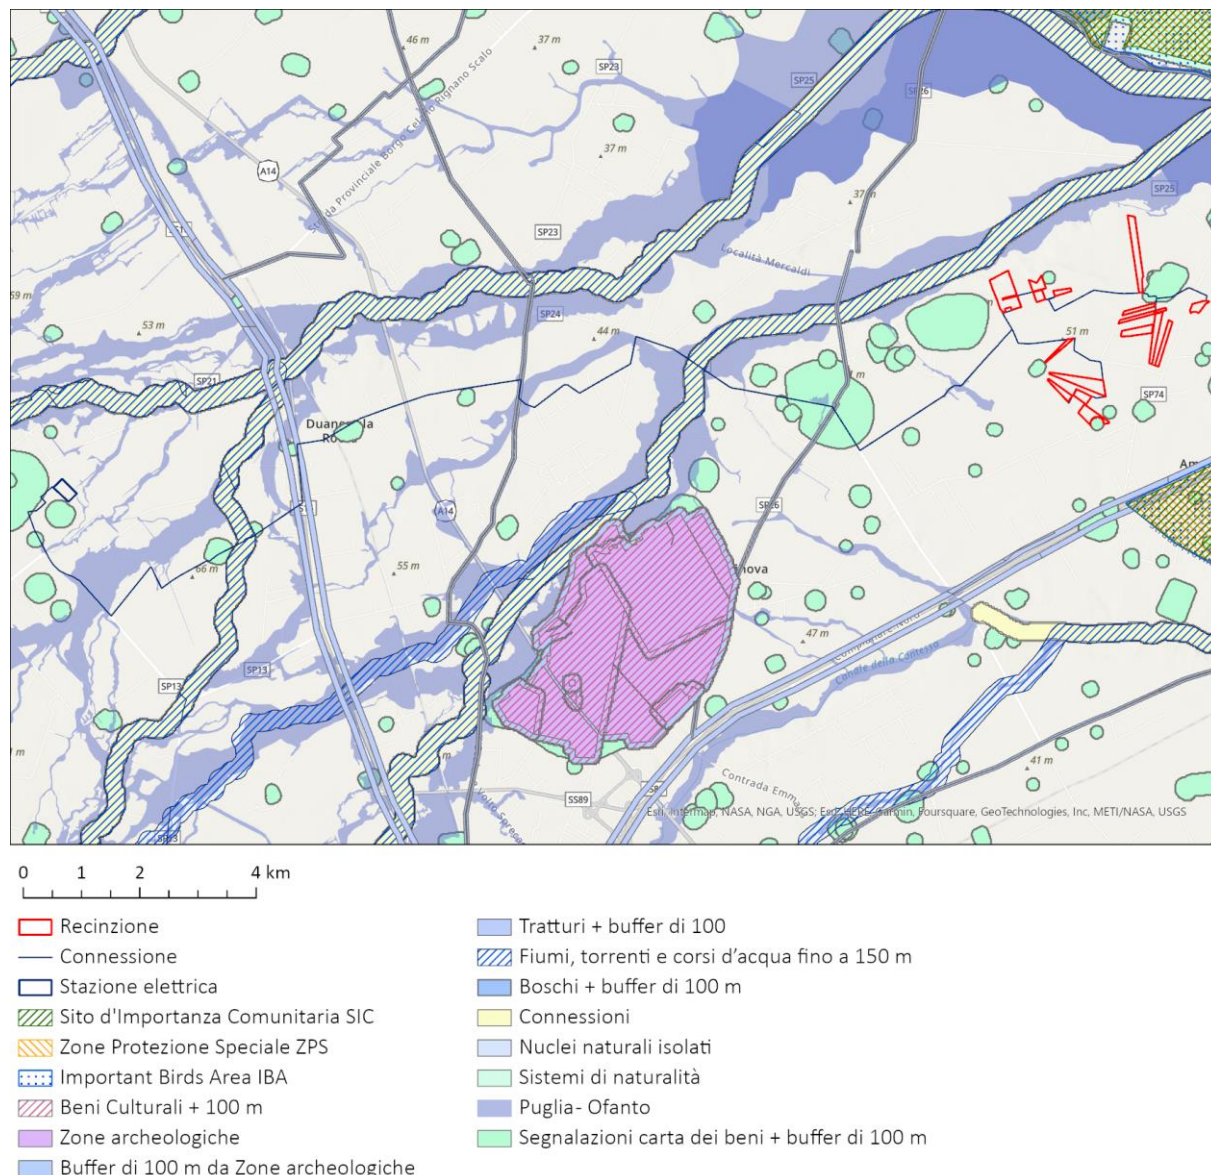 46 m
37 m
SP23
SP25
SP26
A14
37 m
Strada Provinciale Borgo Celano Rignano Scalo
37 m
SP25
SP23
Località Mercaldi
59 m
53 m
SP24
44 m
51 m
SP21
SP74
Duanera la
A14
SP26
66 m
55 m
47 m
Canale della Contessa
SP13
SP13
41 m
Contrada Emma
SS89
Esri, Intermap, NASA, NGA, USGS; Esri, HERE, Garmin, Foursquare, GeoTechnologies, Inc, METI/NASA, USGS
0 1 2 4 km
Recinzione
Connessione
Stazione elettrica
Sito d'Importanza Comunitaria SIC
Zone Protezione Speciale ZPS
Important Birds Area IBA
Beni Culturali + 100 m
Zone archeologiche
Buffer di 100 m da Zone archeologiche
Tratturi + buffer di 100
Fiumi, torrenti e corsi d'acqua fino a 150 m
Boschi + buffer di 100 m
Connessioni
Nuclei naturali isolati
Sistemi di naturalità
Puglia- Ofanto
Segnalazioni carta dei beni + buffer di 100 m